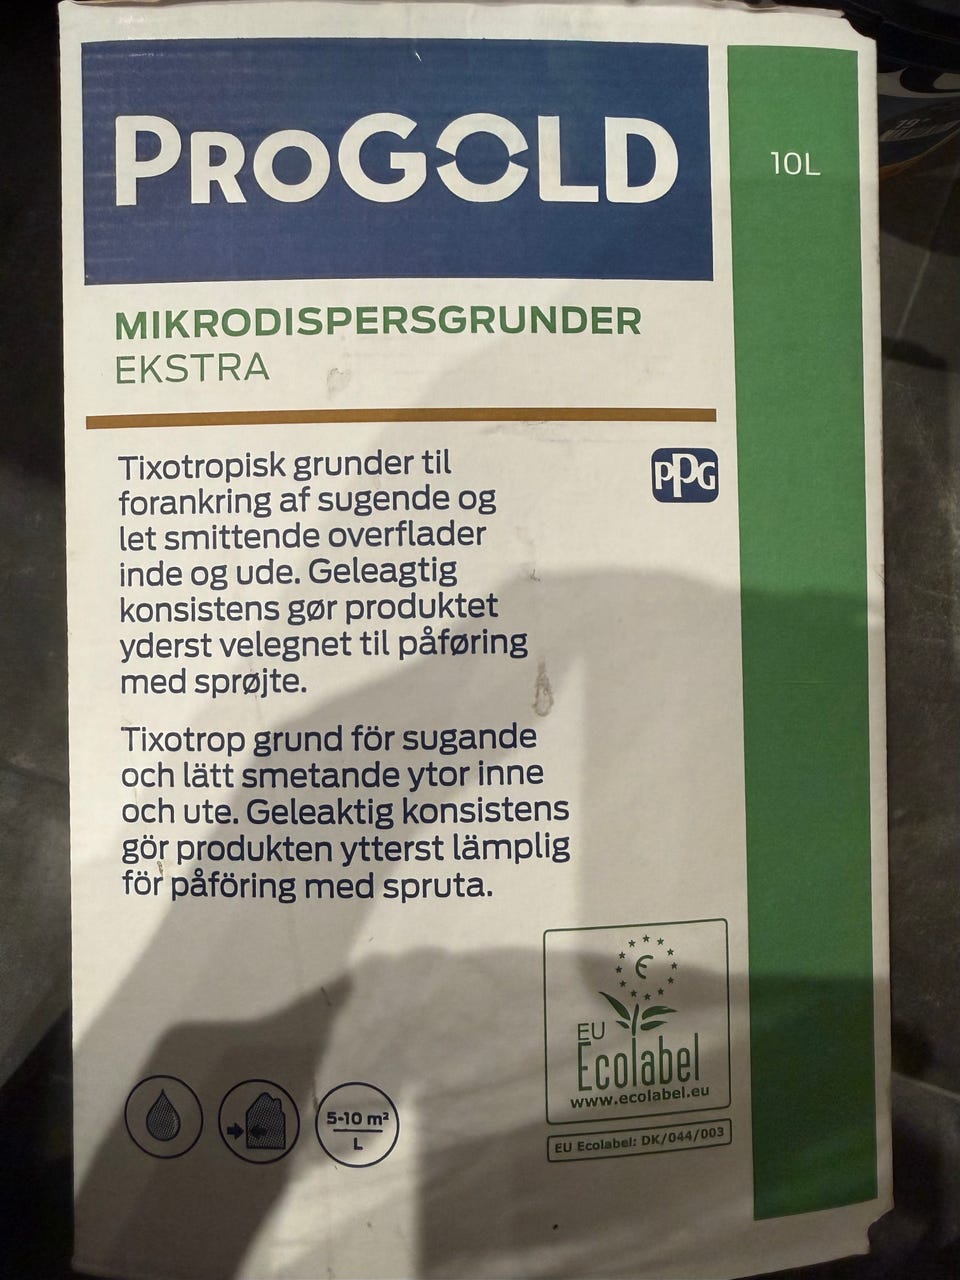 PROGOLD
10L
MIKRODISPERSGRUNDER
EKSTRA
Tixotropisk grunder til
forankring af sugende og
let smittende overflader
inde og ude. Geleagtig
konsistens gør produktet
yderst velegnet til påføring
med sprøjte.
PPG
Tixotrop grund för sugande
och lätt smetande ytor inne
och ute. Geleaktig konsistens
gör produkten ytterst lämplig
för påföring med spruta.
EU
Ecolabel
www.ecolabel.eu
EU Ecolabel: DK/044/003
5-10 m²
L